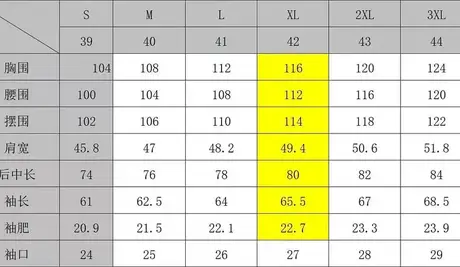 S M L XL 2XL 3XL
39 40 41 42 43 44
胸围 104 108 112 116 120 124
腰围 100 104 108 112 116 120
摆围 102 106 110 114 118 122
肩宽 45.8 47 48.2 49.4 50.6 51.8
后中长 74 76 78 80 82 84
袖长 61 62.5 64 65.5 67 68.5
袖肥 20.9 21.5 22.1 22.7 23.3 23.9
袖口 24 25 26 27 28 29